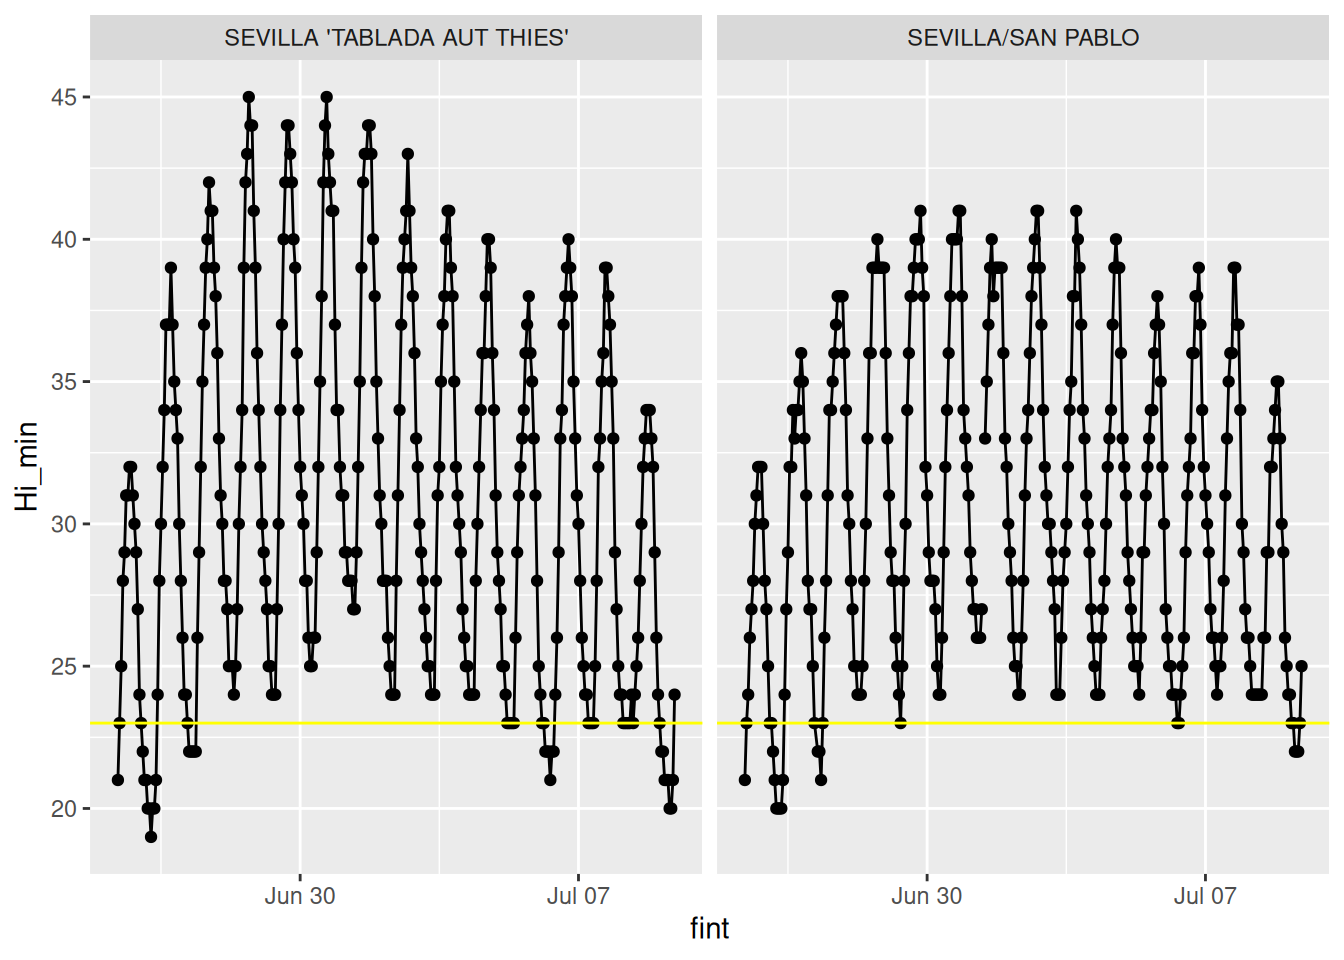 SEVILLA 'TABLADA AUT THIES'
SEVILLA/SAN PABLO
45
40
35
30
25
20
Hi_min
Jun 30
Jul 07
Jun 30
Jul 07
fint